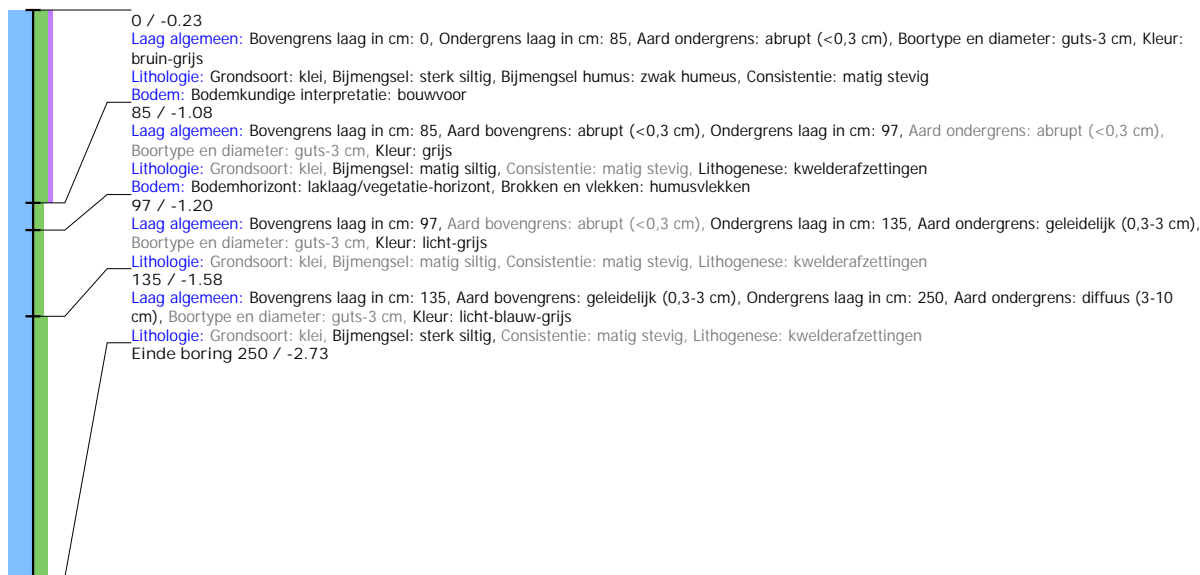 0 / -0.23
Laag algemeen: Bovengrens laag in cm: 0, Ondergrens laag in cm: 85, Aard ondergrens: abrupt (<0,3 cm), Boortype en diameter: guts-3 cm, Kleur:
bruin-grijs
Lithologie: Grondsoort: klei, Bijmengsel: sterk siltig, Bijmengsel humus: zwak humeus, Consistentie: matig stevig
Bodem: Bodemkundige interpretatie: bouwvoor
85 / -1.08
Laag algemeen: Bovengrens laag in cm: 85, Aard bovengrens: abrupt (<0,3 cm), Ondergrens laag in cm: 97, Aard ondergrens: abrupt (<0,3 cm),
Boortype en diameter: guts-3 cm, Kleur: grijs
Lithologie: Grondsoort: klei, Bijmengsel: matig siltig, Consistentie: matig stevig, Lithogenese: kwelderafzettingen
Bodem: Bodemhorizont: laklaag/vegetatie-horizont, Brokken en vlekken: humusvlekken
97 / -1.20
Laag algemeen: Bovengrens laag in cm: 97, Aard bovengrens: abrupt (<0,3 cm), Ondergrens laag in cm: 135, Aard ondergrens: geleidelijk (0,3-3 cm),
Boortype en diameter: guts-3 cm, Kleur: licht-grijs
Lithologie: Grondsoort: klei, Bijmengsel: matig siltig, Consistentie: matig stevig, Lithogenese: kwelderafzettingen
135 / -1.58
Laag algemeen: Bovengrens laag in cm: 135, Aard bovengrens: geleidelijk (0,3-3 cm), Ondergrens laag in cm: 250, Aard ondergrens: diffuus (3-10
cm), Boortype en diameter: guts-3 cm, Kleur: licht-blauw-grijs
Lithologie: Grondsoort: klei, Bijmengsel: sterk siltig, Consistentie: matig stevig, Lithogenese: kwelderafzettingen
Einde boring 250 / -2.73